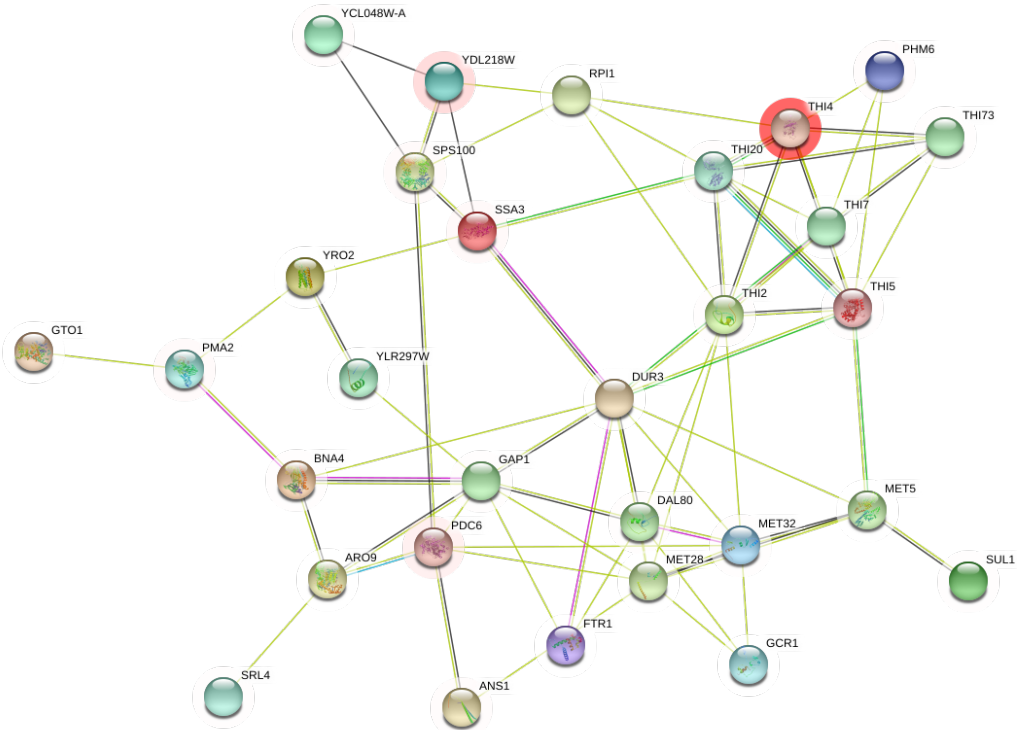 YCL048W-A
PHM6
YDL218W
RPI1
THI4
THI73
SPS100
THI20
SSA3
THI7
YRO2
THI2
THI5
GTO1
PMA2
YLR297W
DUR3
BNA4
GAP1
DAL80
MET5
PDC6
MET32
ARO9
MET28
SUL1
FTR1
GCR1
SRL4
ANS1